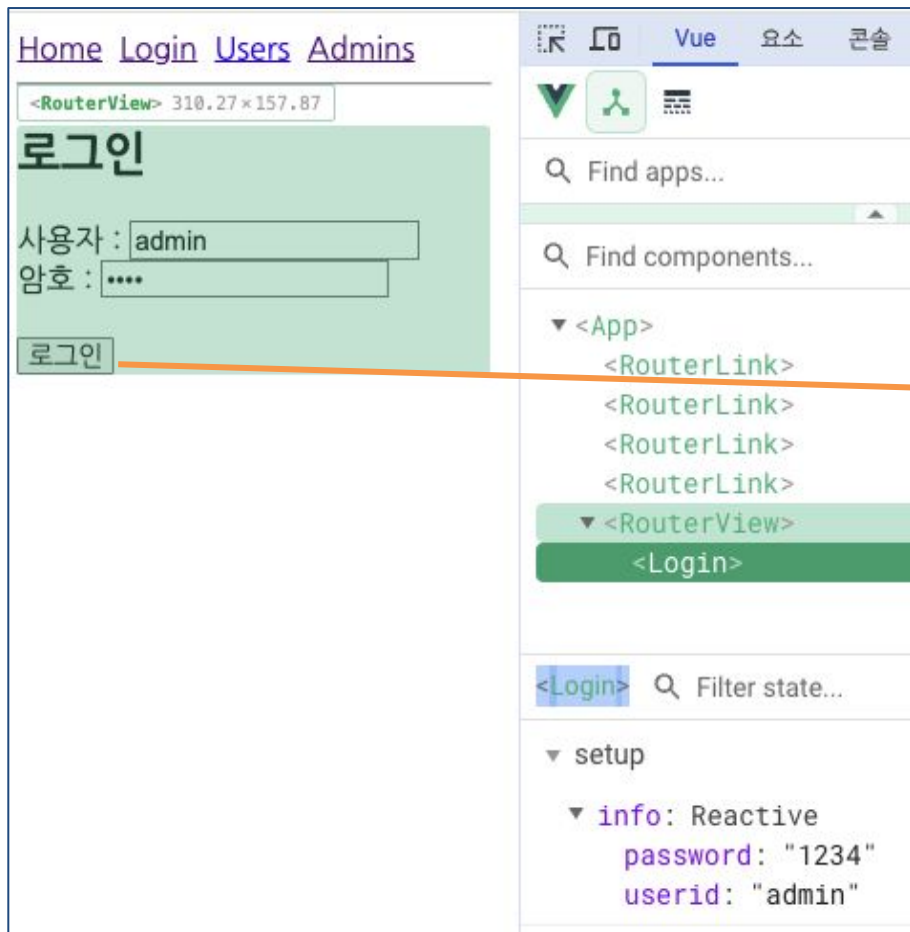 Home Login Users Admins
<RouterView> 310.27×157.87
로그인
사용자 : admin
암호 : ••••
로그인
Vue 요소 콘솔
Find apps...
Find components...
<App>
<RouterLink>
<RouterLink>
<RouterLink>
<RouterLink>
<RouterView>
<Login>
<Login> Filter state...
setup
info: Reactive
password: "1234"
userid: "admin"